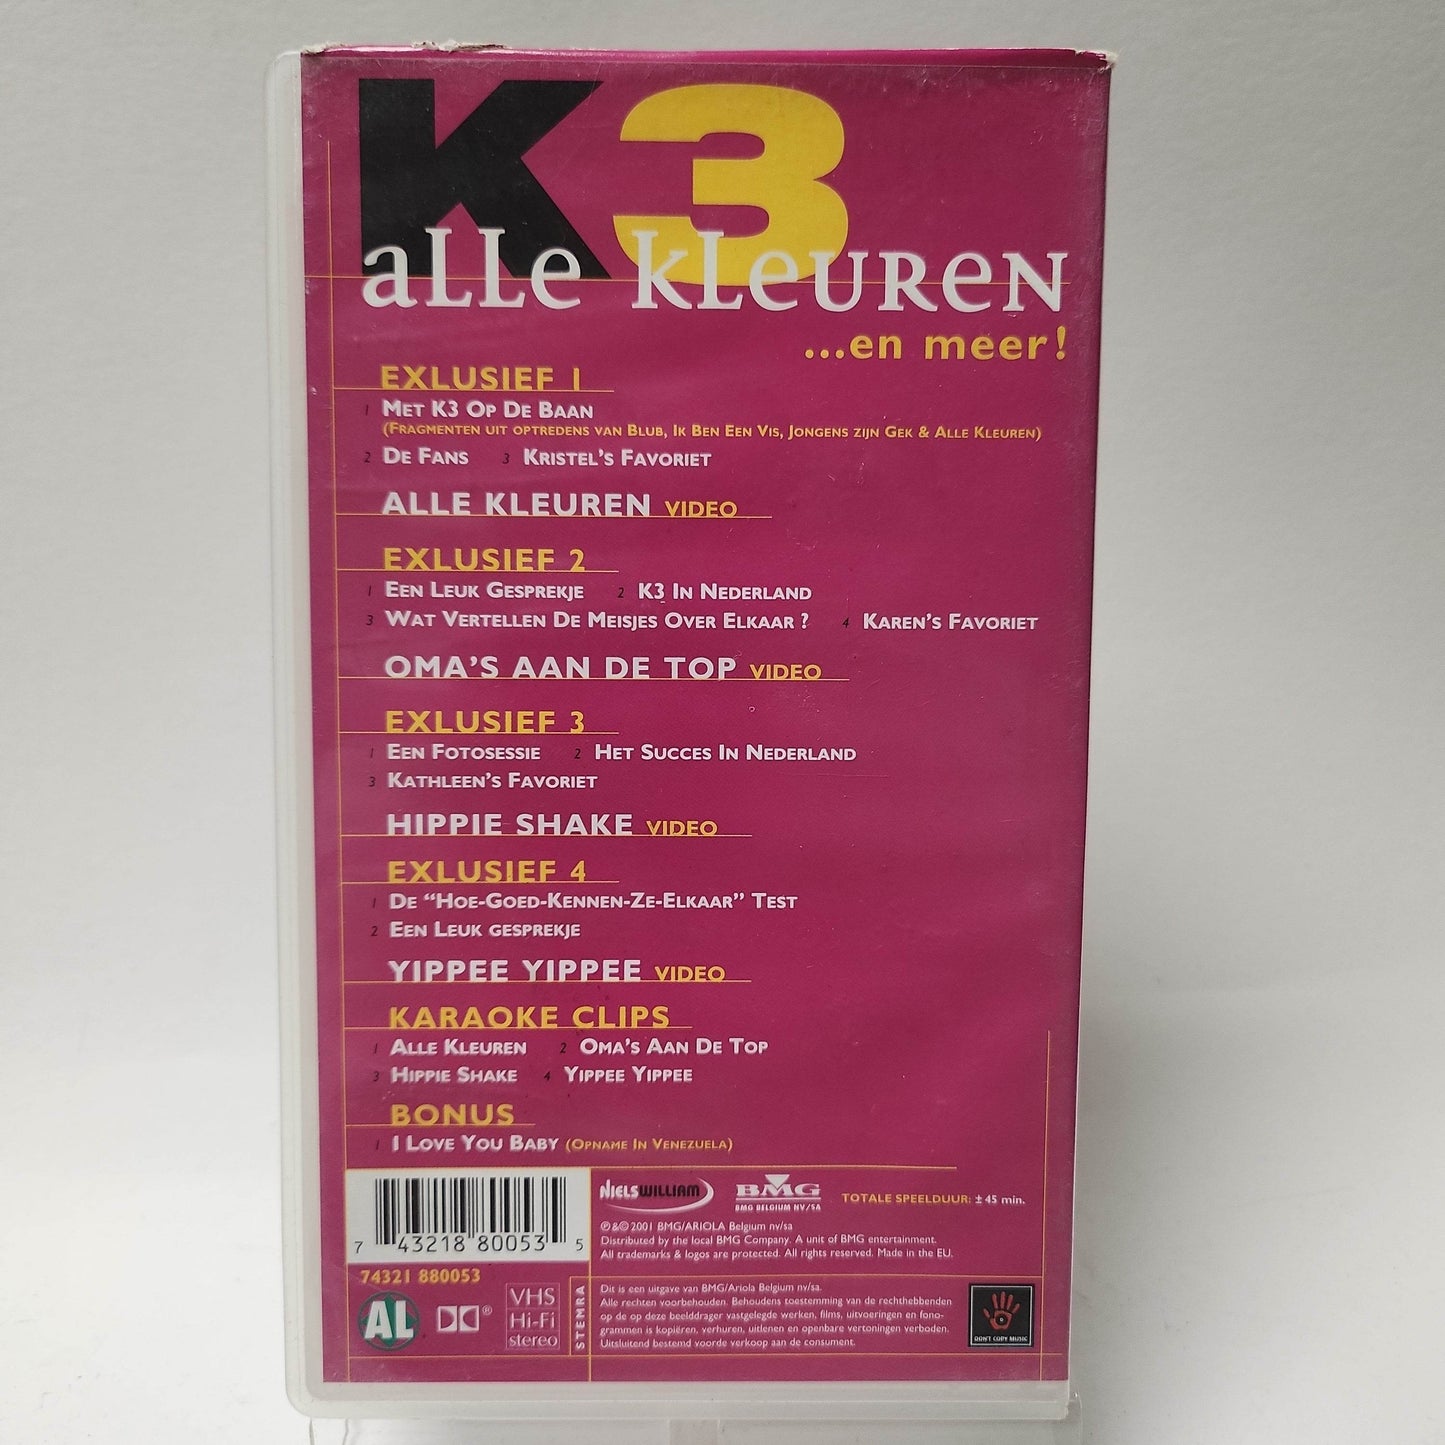 K3
aLLe kLeUReN
...en meer!
EXLUSIEF 1
1 MET K3 OP DE BAAN
(FRAGMENTEN UIT OPTREDENS VAN BLUB, IK BEN EEN VIS, JONGENS ZIJN GEK & ALLE KLEUREN)
2 DE FANS 3 KRISTEL'S FAVORIET
ALLE KLEUREN VIDEO
EXLUSIEF 2
1 EEN LEUK GESPREKJE 2 K3 IN NEDERLAND
3 WAT VERTELLEN DE MEISJES OVER ELKAAR ? 4 KAREN'S FAVORIET
OMA'S AAN DE TOP VIDEO
EXLUSIEF 3
1 EEN FOTOSESSIE 2 HET SUCCES IN NEDERLAND
3 KATHLEEN'S FAVORIET
HIPPIE SHAKE VIDEO
EXLUSIEF 4
1 DE "HOE-GOED-KENNEN-ZE-ELKAAR" TEST
2 EEN LEUK GESPREKJE
YIPPEE YIPPEE VIDEO
KARAOKE CLIPS
1 ALLE KLEUREN 2 OMA'S AAN DE TOP
3 HIPPIE SHAKE 4 YIPPEE YIPPEE
BONUS
1 I LOVE YOU BABY (OPNAME IN VENEZUELA)
7 43218 80053 5
74321 880053
NIELSWILLIAM
BMG
BMG BELGIUM NV/SA
TOTALE SPEELDUUR: ± 45 min.
℗&© 2001 BMG/ARIOLA Belgium nv/sa
Distributed by the local BMG Company. A unit of BMG entertainment.
All trademarks & logos are protected. All rights reserved. Made in the EU.
AL
®
VHS
Hi-Fi
stereo
STEMRA
Dit is een uitgave van BMG/Ariola Belgium nv/sa.
Alle rechten voorbehouden. Behoudens toestemming van de rechthebbenden
op de op deze beelddrager vastgelegde werken, films, uitvoeringen en fono-
grammen is kopiëren, verhuren, uitlenen en openbare vertoningen verboden.
Uitsluitend bestemd voorde verkoop aan de consument.
DON'T COPY MUSIC